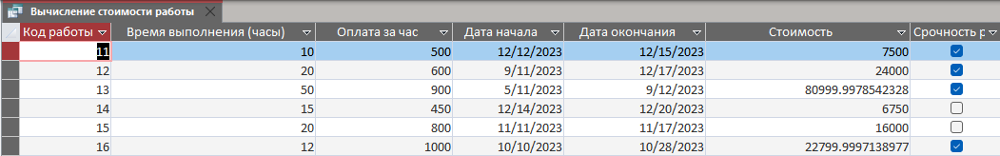 Вычисление стоимости работы
Код работы Время выполнения (часы) Оплата за час Дата начала Дата окончания Стоимость Срочность р
11 10 500 12/12/2023 12/15/2023 7500
12 20 600 9/11/2023 12/17/2023 24000
13 50 900 5/11/2023 9/12/2023 80999.9978542328
14 15 450 12/14/2023 12/20/2023 6750
15 20 800 11/11/2023 11/17/2023 16000
16 12 1000 10/10/2023 10/28/2023 22799.9997138977